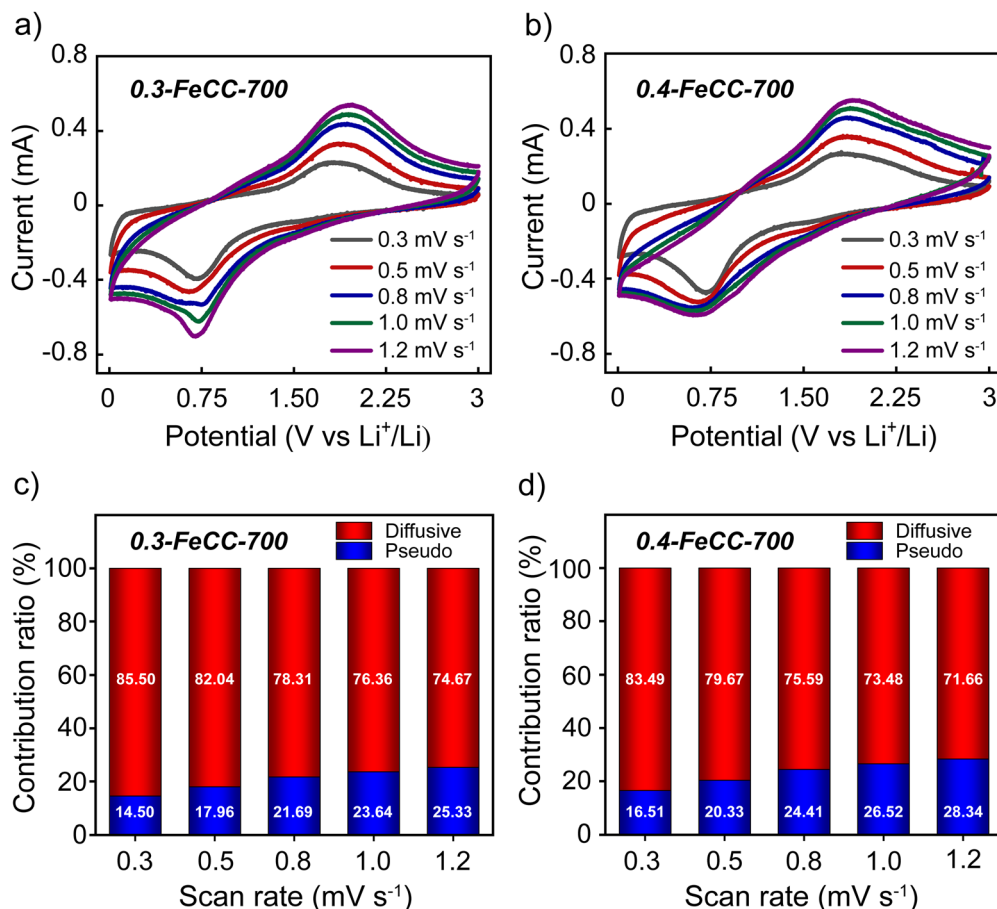 a)
0.3-FeCC-700
0.8
0.4
0
-0.4
-0.8
Current (mA)
0.3 mV s⁻¹
0.5 mV s⁻¹
0.8 mV s⁻¹
1.0 mV s⁻¹
1.2 mV s⁻¹
0 0.75 1.50 2.25 3
Potential (V vs Li⁺/Li)
b)
0.4-FeCC-700
0.8
0.4
0
-0.4
-0.8
Current (mA)
0.3 mV s⁻¹
0.5 mV s⁻¹
0.8 mV s⁻¹
1.0 mV s⁻¹
1.2 mV s⁻¹
0 0.75 1.50 2.25 3
Potential (V vs Li⁺/Li)
c)
0.3-FeCC-700
Diffusive
Pseudo
100
80
60
40
20
0
Contribution ratio (%)
85.50 82.04 78.31 76.36 74.67
14.50 17.96 21.69 23.64 25.33
0.3 0.5 0.8 1.0 1.2
Scan rate (mV s⁻¹)
d)
0.4-FeCC-700
Diffusive
Pseudo
100
80
60
40
20
0
Contribution ratio (%)
83.49 79.67 75.59 73.48 71.66
16.51 20.33 24.41 26.52 28.34
0.3 0.5 0.8 1.0 1.2
Scan rate (mV s⁻¹)